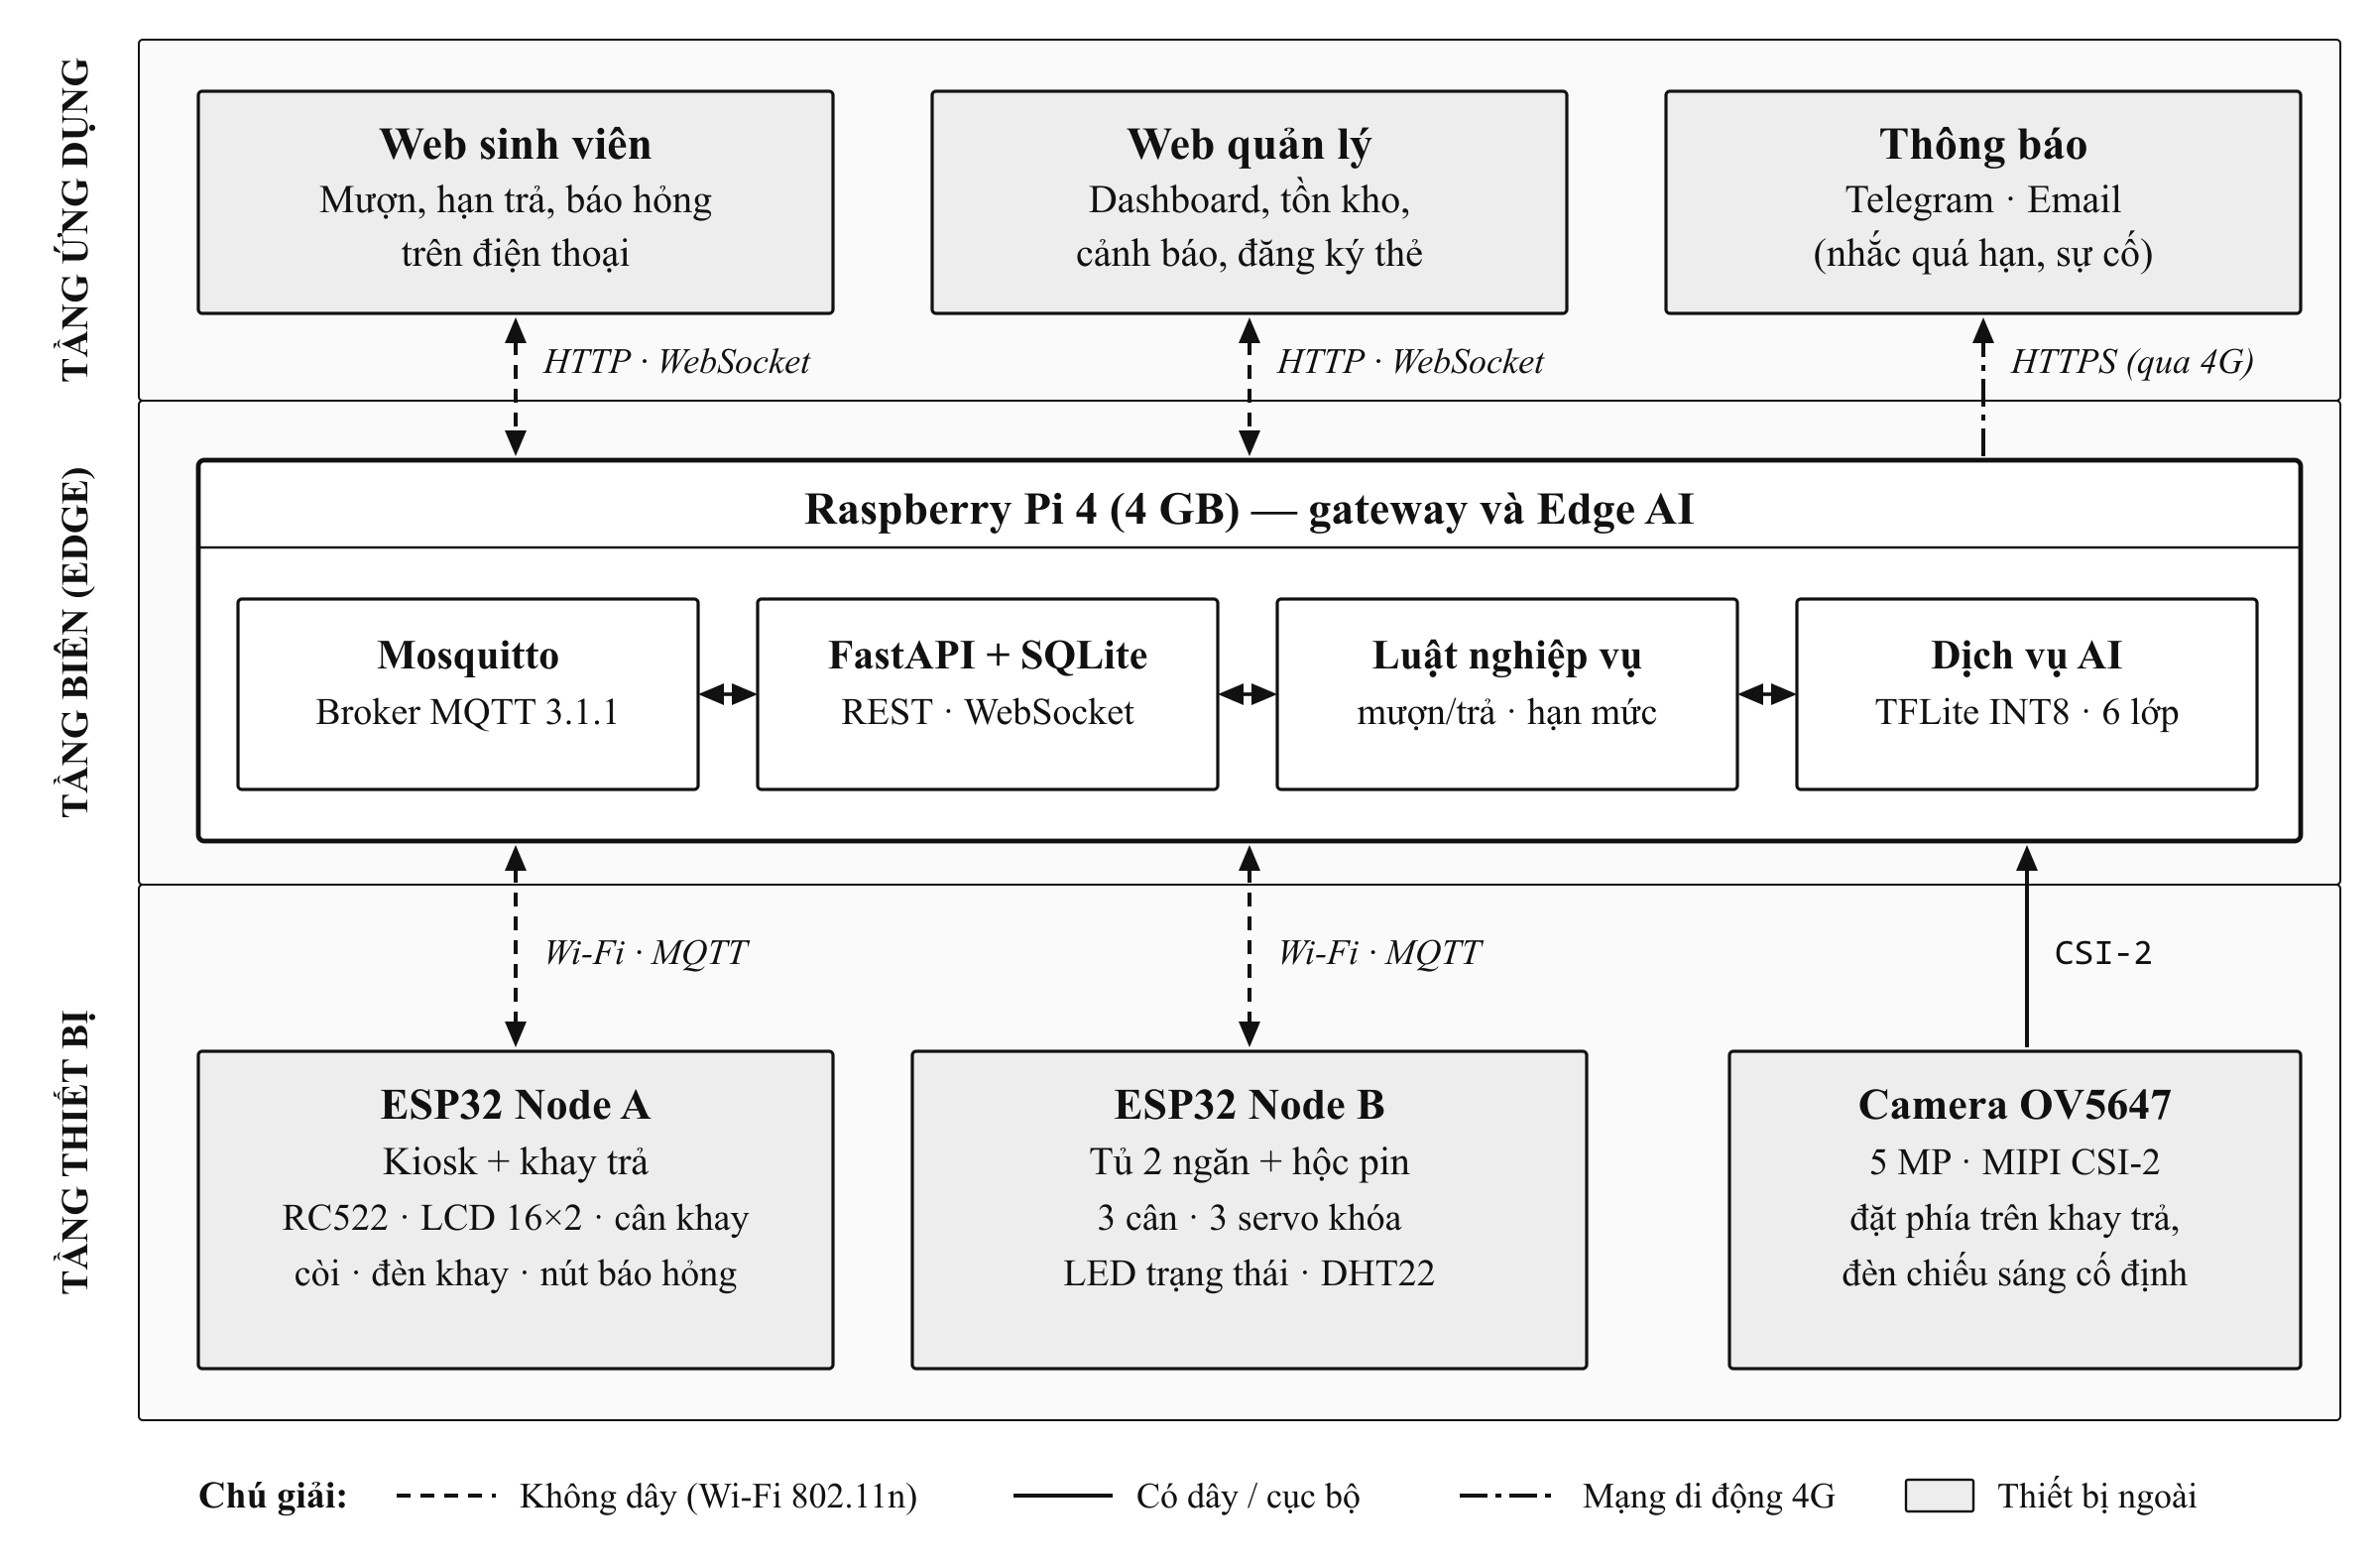 TẦNG ỨNG DỤNG
Web sinh viên
Mượn, hạn trả, báo hỏng
trên điện thoại
Web quản lý
Dashboard, tồn kho,
cảnh báo, đăng ký thẻ
Thông báo
Telegram · Email
(nhắc quá hạn, sự cố)
HTTP · WebSocket
HTTP · WebSocket
HTTPS (qua 4G)
TẦNG BIÊN (EDGE)
Raspberry Pi 4 (4 GB) — gateway và Edge AI
Mosquitto
Broker MQTT 3.1.1
FastAPI + SQLite
REST · WebSocket
Luật nghiệp vụ
mượn/trả · hạn mức
Dịch vụ AI
TFLite INT8 · 6 lớp
Wi-Fi · MQTT
Wi-Fi · MQTT
CSI-2
TẦNG THIẾT BỊ
ESP32 Node A
Kiosk + khay trả
RC522 · LCD 16×2 · cân khay
còi · đèn khay · nút báo hỏng
ESP32 Node B
Tủ 2 ngăn + hộc pin
3 cân · 3 servo khóa
LED trạng thái · DHT22
Camera OV5647
5 MP · MIPI CSI-2
đặt phía trên khay trả,
đèn chiếu sáng cố định
Chú giải:
Không dây (Wi-Fi 802.11n)
Có dây / cục bộ
Mạng di động 4G
Thiết bị ngoài